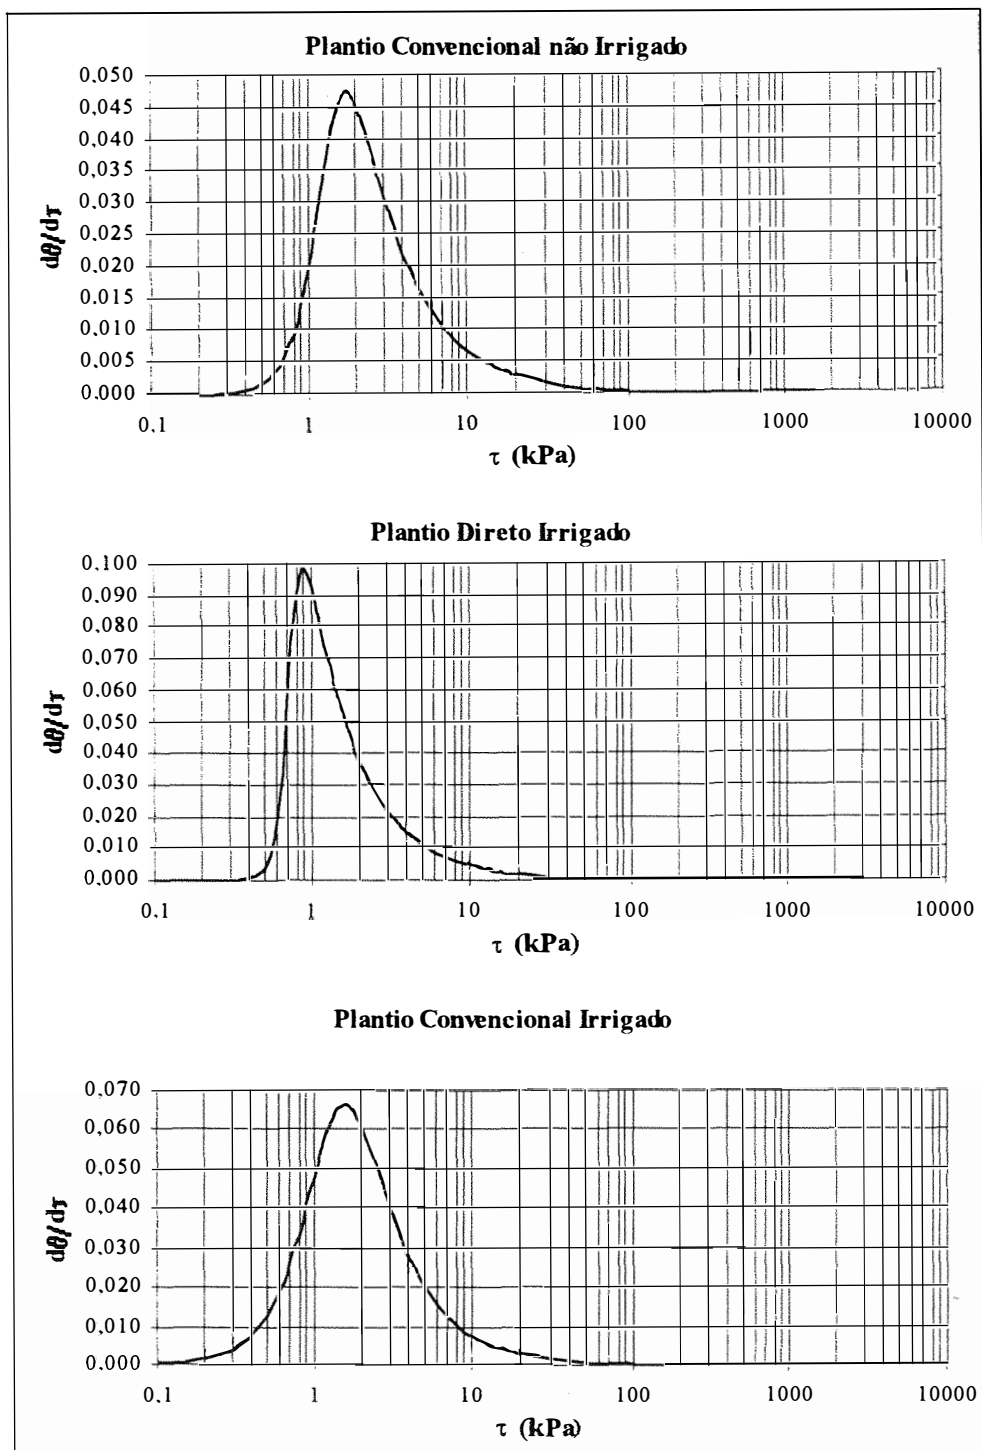 Plantio Convencional não Irrigado
0,050
0,045
0,040
0,035
0,030
0,025
0,020
0,015
0,010
0,005
0,000
dθ/dτ
0,1 1 10 100 1000 10000
τ (kPa)
Plantio Direto Irrigado
0,100
0,090
0,080
0,070
0,060
0,050
0,040
0,030
0,020
0,010
0,000
dθ/dτ
0,1 1 10 100 1000 10000
τ (kPa)
Plantio Convencional Irrigado
0,070
0,060
0,050
0,040
0,030
0,020
0,010
0,000
dθ/dτ
0,1 1 10 100 1000 10000
τ (kPa)